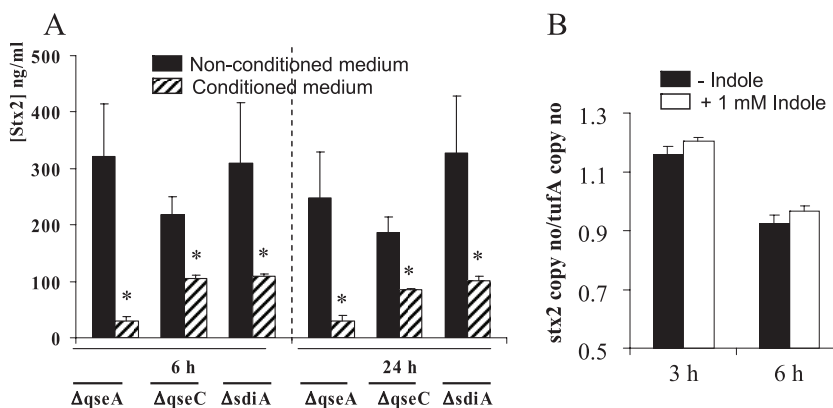 A
[Stx2] ng/ml
500
400
300
200
100
0
Non-conditioned medium
Conditioned medium
* * * * * *
6 h 24 h
ΔqseA ΔqseC ΔsdiA ΔqseA ΔqseC ΔsdiA
B
- Indole
+ 1 mM Indole
stx2 copy no/tufA copy no
1.3
1.1
0.9
0.7
0.5
3 h 6 h